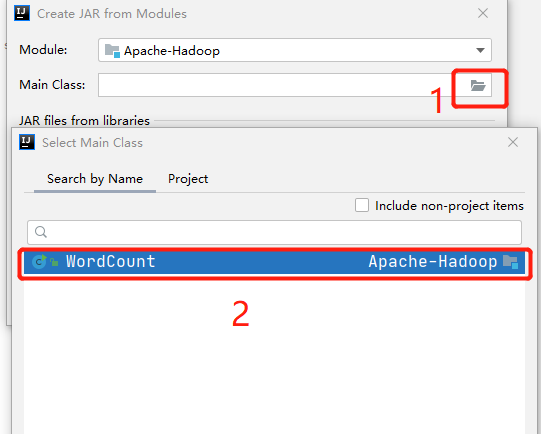 Create JAR from Modules
Module: Apache-Hadoop
Main Class:
1
JAR files from libraries
Select Main Class
Search by Name Project
Include non-project items
WordCount Apache-Hadoop
2